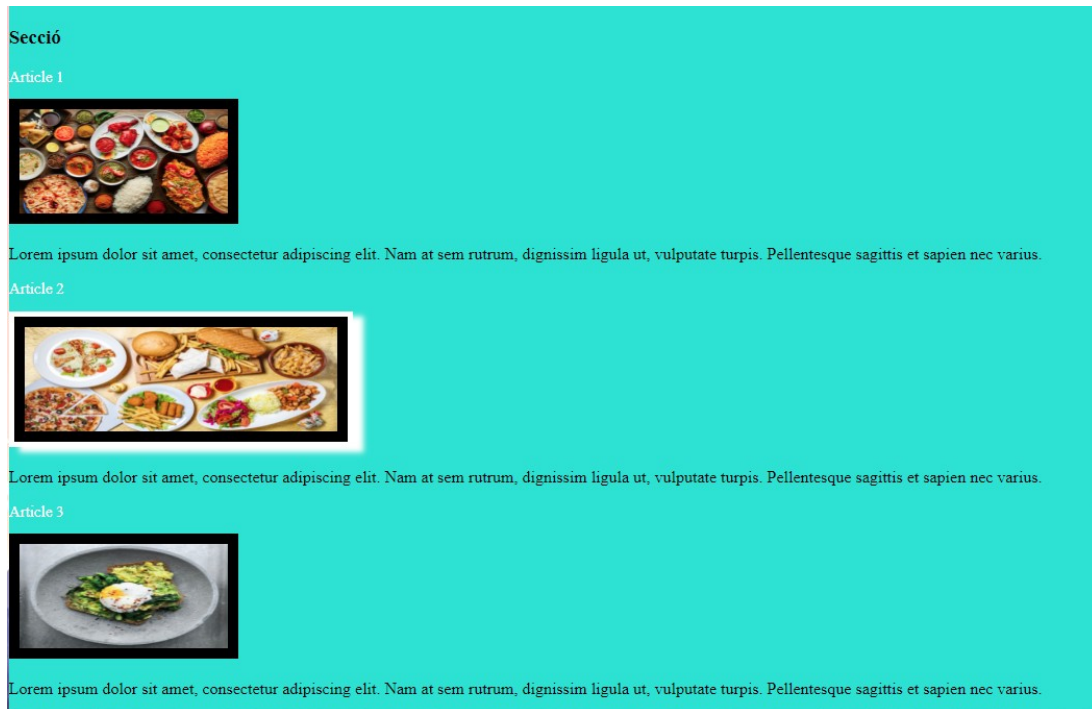 Secció
Article 1
Lorem ipsum dolor sit amet, consectetur adipiscing elit. Nam at sem rutrum, dignissim ligula ut, vulputate turpis. Pellentesque sagittis et sapien nec varius.
Article 2
Lorem ipsum dolor sit amet, consectetur adipiscing elit. Nam at sem rutrum, dignissim ligula ut, vulputate turpis. Pellentesque sagittis et sapien nec varius.
Article 3
Lorem ipsum dolor sit amet, consectetur adipiscing elit. Nam at sem rutrum, dignissim ligula ut, vulputate turpis. Pellentesque sagittis et sapien nec varius.